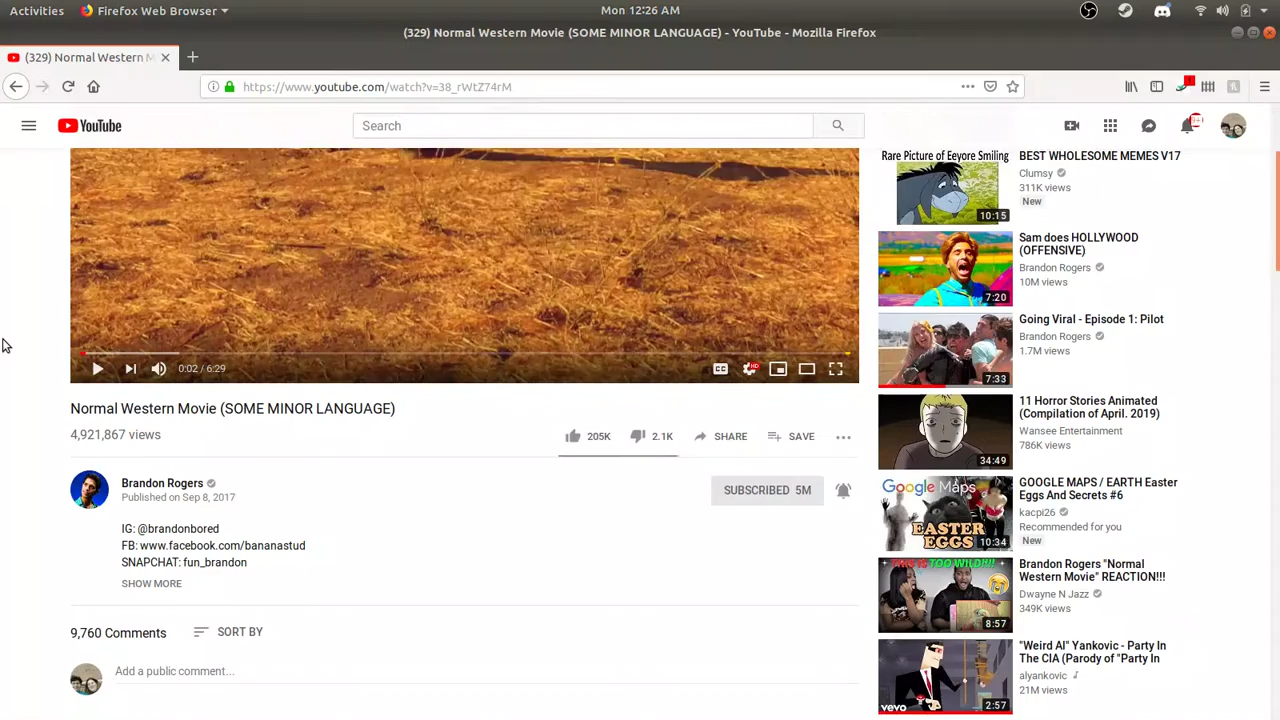 Activities
Firefox Web Browser
Mon 12:26 AM
(329) Normal Western Movie (SOME MINOR LANGUAGE) - YouTube - Mozilla Firefox
(329) Normal Western M
https://www.youtube.com/watch?v=38_rWtZ74rM
YouTube
Search
9+
0:02 / 6:29
CC
HD
Normal Western Movie (SOME MINOR LANGUAGE)
4,921,867 views
205K
2.1K
SHARE
SAVE
Brandon Rogers
Published on Sep 8, 2017
SUBSCRIBED 5M
IG: @brandonbored
FB: www.facebook.com/bananastud
SNAPCHAT: fun_brandon
SHOW MORE
9,760 Comments
SORT BY
Add a public comment...
Rare Picture of Eeyore Smiling
10:15
BEST WHOLESOME MEMES V17
Clumsy
311K views
New
7:20
Sam does HOLLYWOOD
(OFFENSIVE)
Brandon Rogers
10M views
7:33
Going Viral - Episode 1: Pilot
Brandon Rogers
1.7M views
34:49
11 Horror Stories Animated
(Compilation of April. 2019)
Wansee Entertainment
786K views
Google Maps
EASTER
EGGS
10:34
GOOGLE MAPS / EARTH Easter
Eggs And Secrets #6
kacpi26
Recommended for you
New
THIS IS TOO WILD!!!
8:57
Brandon Rogers "Normal
Western Movie" REACTION!!!
Dwayne N Jazz
349K views
vevo
2:57
"Weird Al" Yankovic - Party In
The CIA (Parody of "Party In
alyankovic
21M views